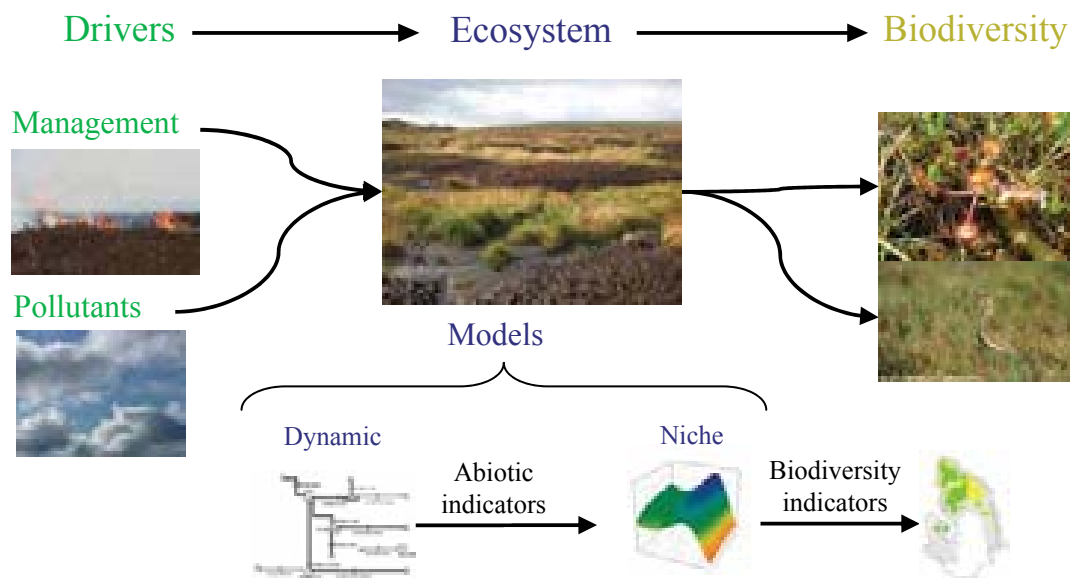 Drivers
Ecosystem
Biodiversity
Management
Pollutants
Models
Dynamic
Niche
Abiotic
indicators
Biodiversity
indicators